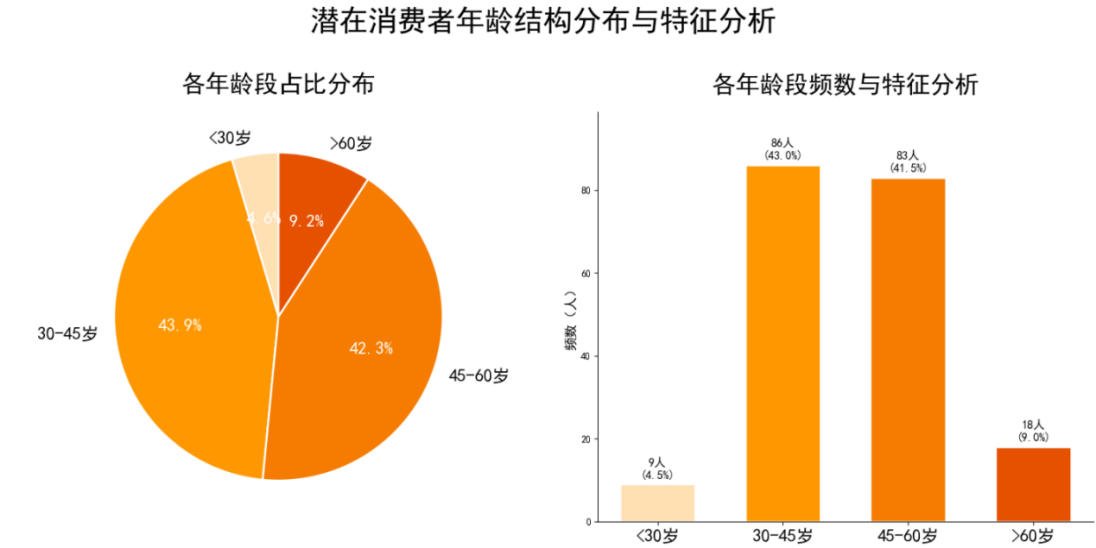 潜在消费者年龄结构分布与特征分析
各年龄段占比分布
<30岁
>60岁
4.6%
9.2%
43.9%
30-45岁
42.3%
45-60岁
各年龄段频数与特征分析
频数（人）
80
60
40
20
0
9人
(4.5%)
86人
(43.0%)
83人
(41.5%)
18人
(9.0%)
<30岁
30-45岁
45-60岁
>60岁